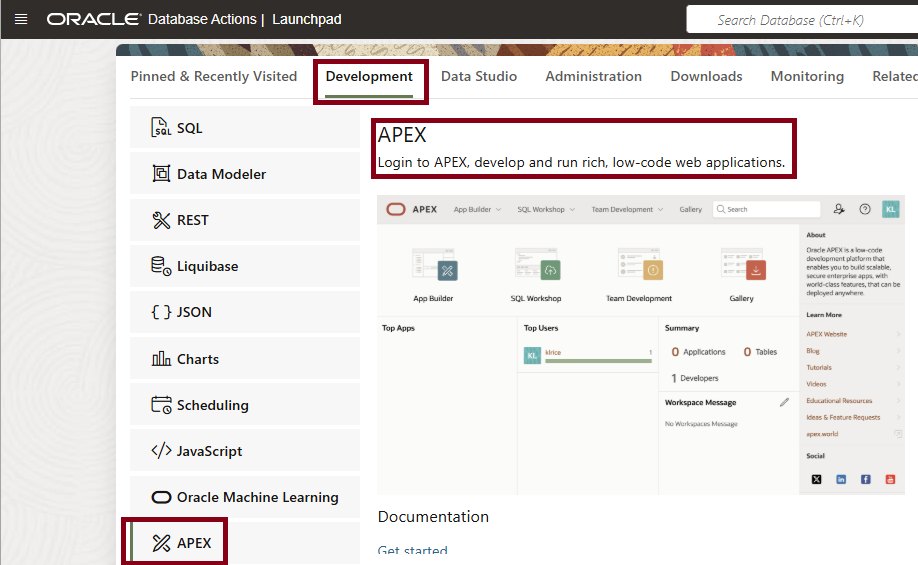 ORACLE® Database Actions | Launchpad
Search Database (Ctrl+K)
Pinned & Recently Visited
Development
Data Studio
Administration
Downloads
Monitoring
Related
SQL
Data Modeler
REST
Liquibase
JSON
Charts
Scheduling
JavaScript
Oracle Machine Learning
APEX
APEX
Login to APEX, develop and run rich, low-code web applications.
APEX
App Builder
SQL Workshop
Team Development
Gallery
Search
KL
App Builder
SQL Workshop
Team Development
Gallery
Top Apps
Top Users
KL
klrice
1
Summary
0 Applications
0 Tables
1 Developers
Workspace Message
No Workspaces Message
About
Oracle APEX is a low-code
development platform that
enables you to build scalable,
secure enterprise apps, with
world-class features, that can be
deployed anywhere.
Learn More
APEX Website
Blog
Tutorials
Videos
Educational Resources
Ideas & Feature Requests
apex.world
Social
Documentation
Get started